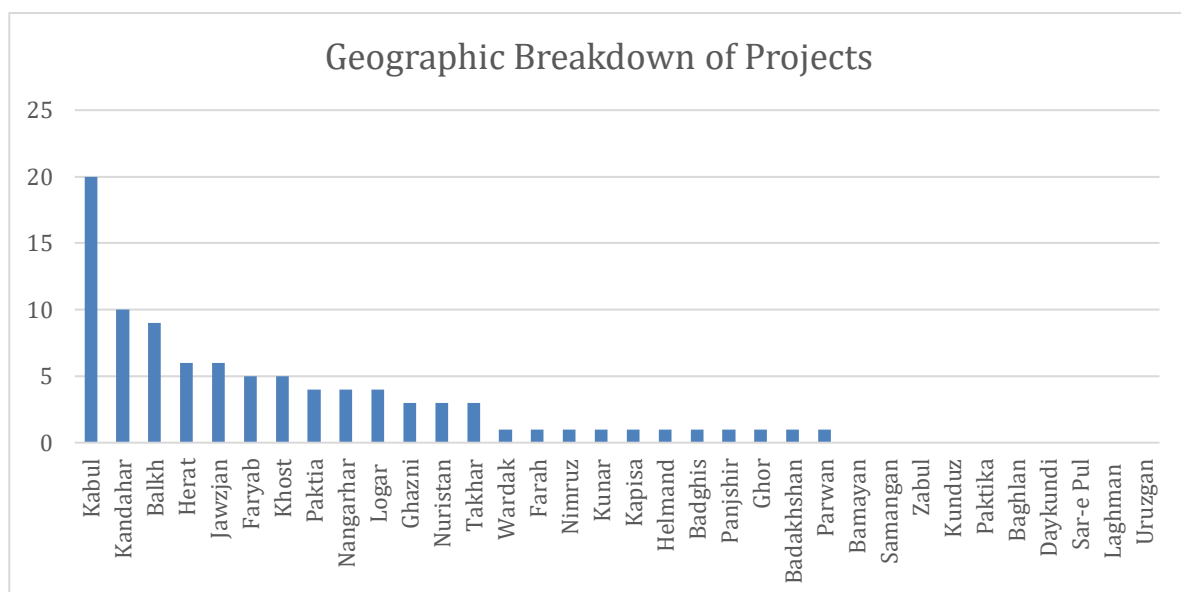 Geographic Breakdown of Projects
25
20
15
10
5
0
Kabul
Kandahar
Balkh
Herat
Jawzjan
Faryab
Khost
Paktia
Nangarhar
Logar
Ghazni
Nuristan
Takhar
Wardak
Farah
Nimruz
Kunar
Kapisa
Helmand
Badghis
Panjshir
Ghor
Badakhshan
Parwan
Bamayan
Samangan
Zabul
Kunduz
Paktika
Baghlan
Daykundi
Sar-e Pul
Laghman
Uruzgan